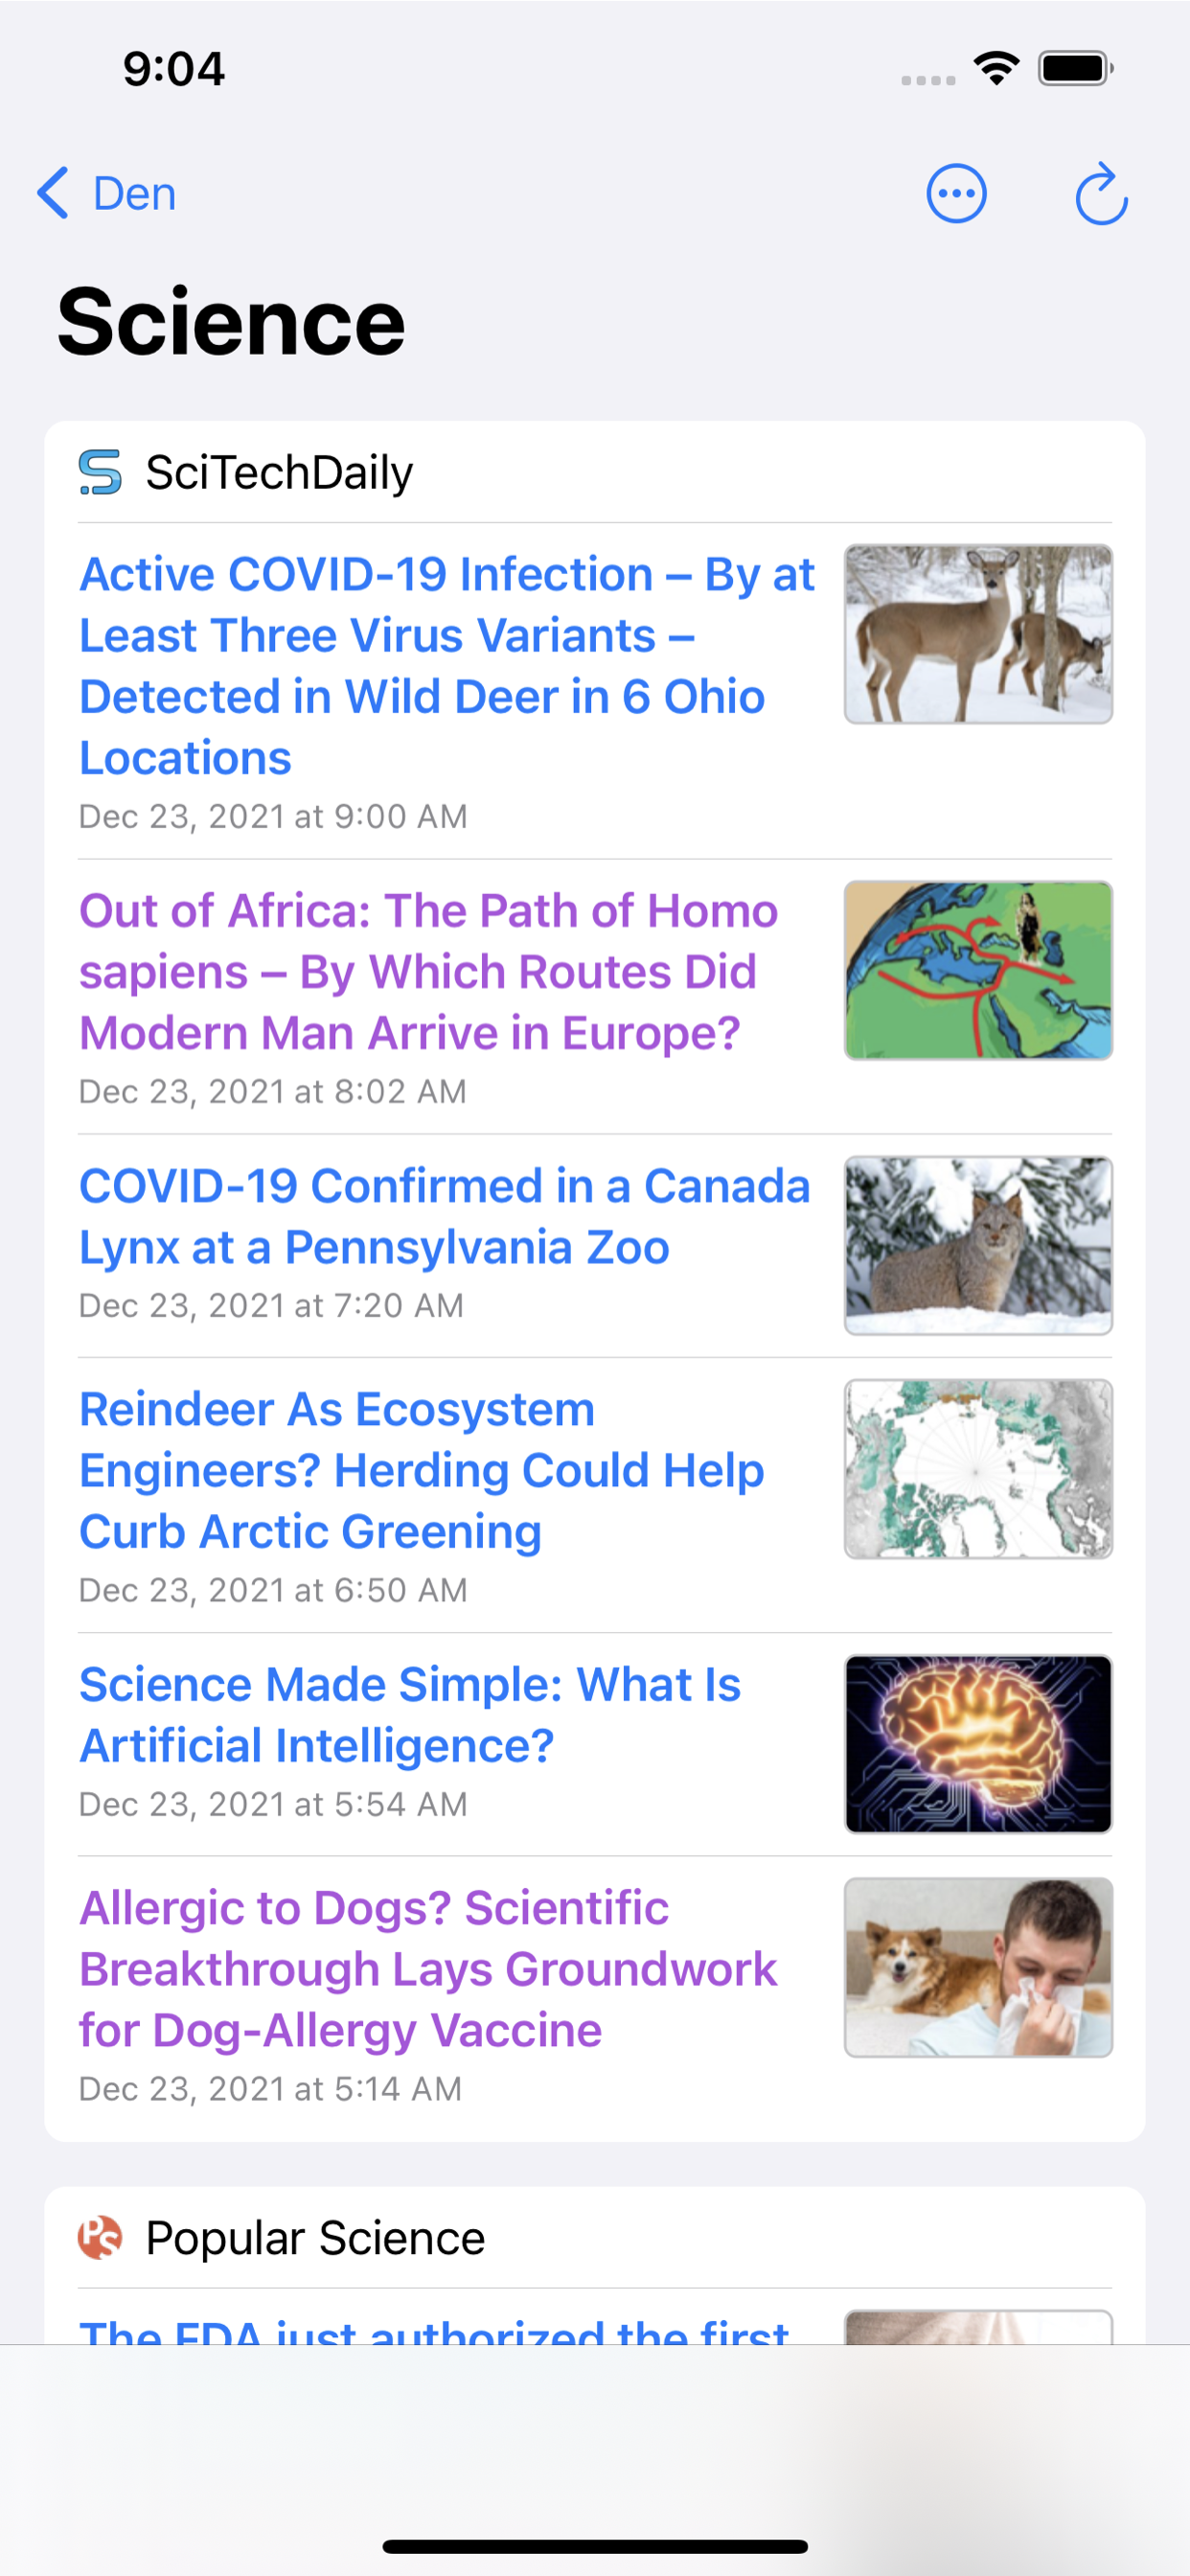 9:04
Den
Science
SciTechDaily
Active COVID-19 Infection – By at
Least Three Virus Variants –
Detected in Wild Deer in 6 Ohio
Locations
Dec 23, 2021 at 9:00 AM
Out of Africa: The Path of Homo
sapiens – By Which Routes Did
Modern Man Arrive in Europe?
Dec 23, 2021 at 8:02 AM
COVID-19 Confirmed in a Canada
Lynx at a Pennsylvania Zoo
Dec 23, 2021 at 7:20 AM
Reindeer As Ecosystem
Engineers? Herding Could Help
Curb Arctic Greening
Dec 23, 2021 at 6:50 AM
Science Made Simple: What Is
Artificial Intelligence?
Dec 23, 2021 at 5:54 AM
Allergic to Dogs? Scientific
Breakthrough Lays Groundwork
for Dog-Allergy Vaccine
Dec 23, 2021 at 5:14 AM
PS Popular Science
The FDA just authorized the first